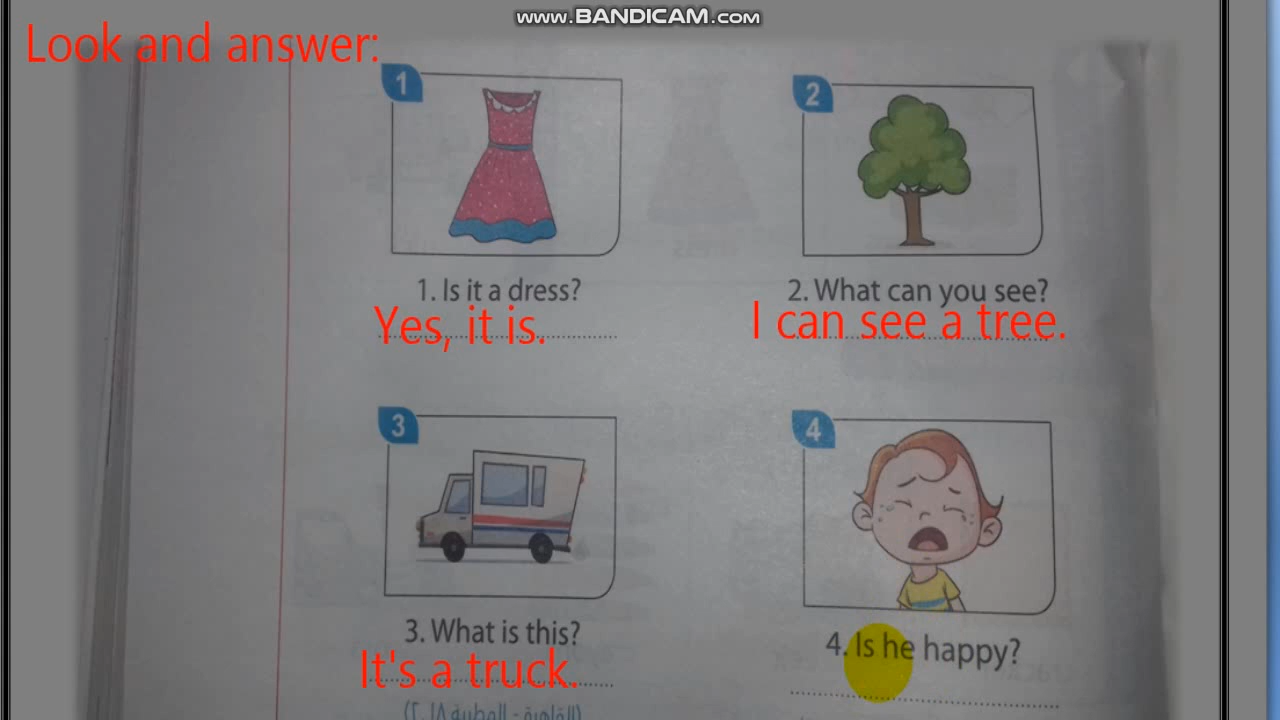 www.BANDICAM.com
Look and answer:
1
2
1. Is it a dress?
Yes, it is.
2. What can you see?
I can see a tree.
3
4
3. What is this?
It's a truck.
4. Is he happy?